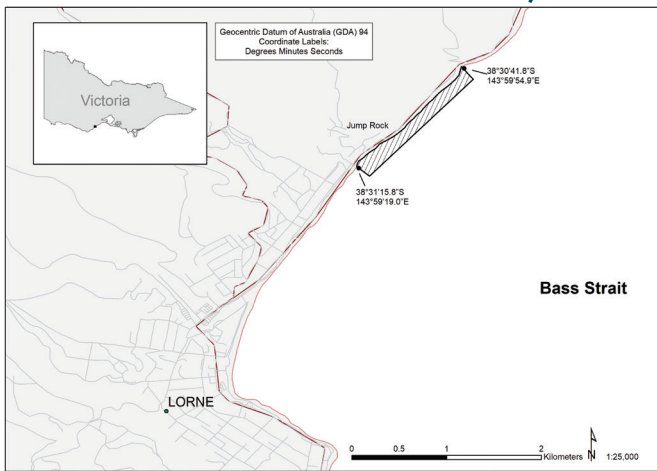 Geocentric Datum of Australia (GDA) 94
Coordinate Labels:
Degrees Minutes Seconds
Victoria
38°30'41.8"S
143°59'54.9"E
Jump Rock
38°31'15.8"S
143°59'19.0"E
Bass Strait
LORNE
0 0.5 1 2
Kilometers
N
1:25,000